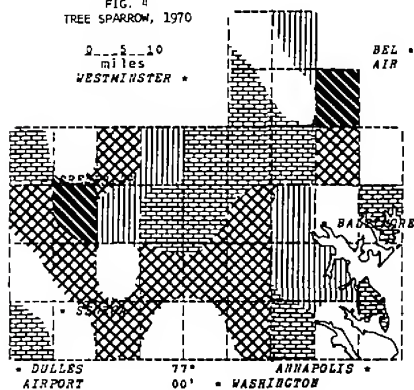 FIG. 4
TREE SPARROW, 1970
0 5 10
miles
WESTMINSTER *
BEL *
AIR
* BALTIMORE
* DULLES
AIRPORT
77°
00'
ANNAPOLIS *
* WASHINGTON